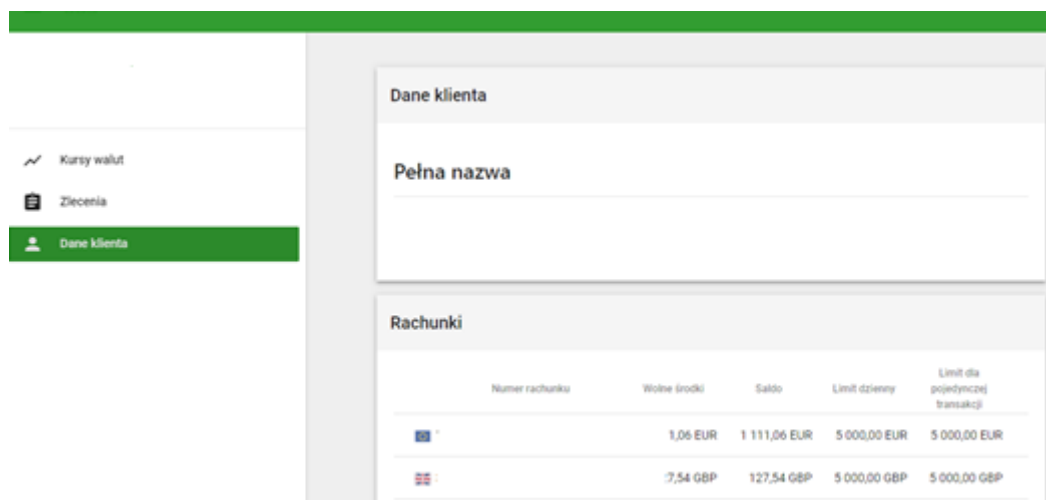 Dane klienta
Pełna nazwa
Kursy walut
Zlecenia
Dane klienta
Rachunki
Numer rachunku Wolne środki Saldo Limit dzienny Limit dla pojedynczej transakcji
1,06 EUR 1 111,06 EUR 5 000,00 EUR 5 000,00 EUR
7,54 GBP 127,54 GBP 5 000,00 GBP 5 000,00 GBP